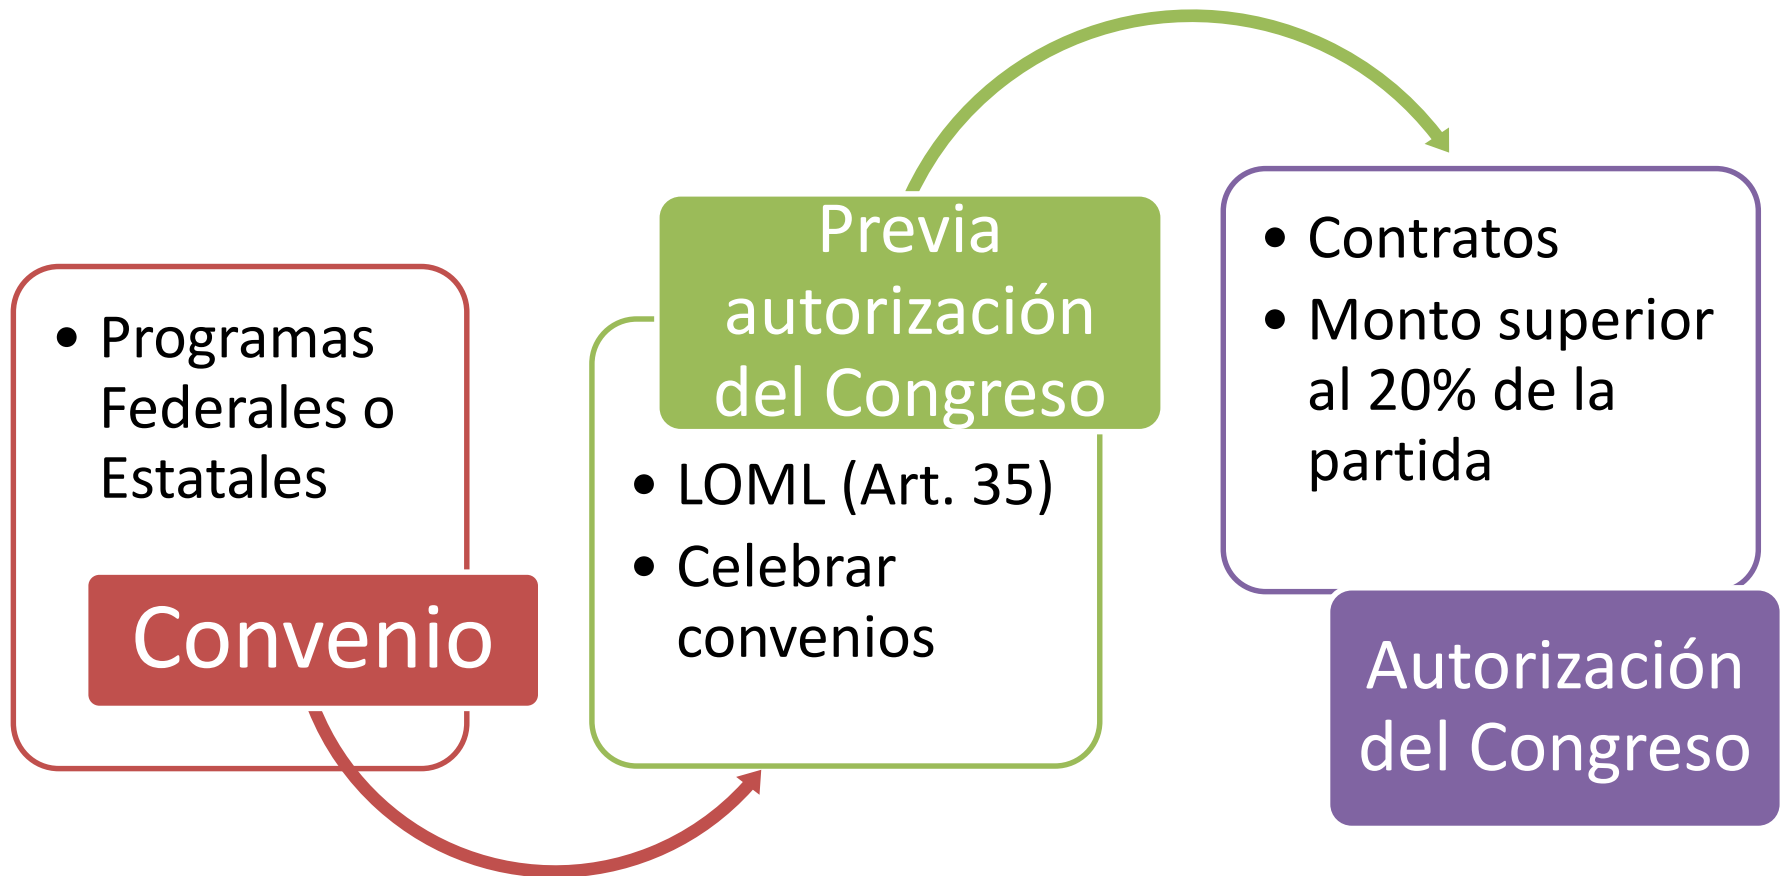 • Programas
Federales o
Estatales
Convenio
Previa
autorización
del Congreso
• LOML (Art. 35)
• Celebrar
convenios
• Contratos
• Monto superior
al 20% de la
partida
Autorización
del Congreso